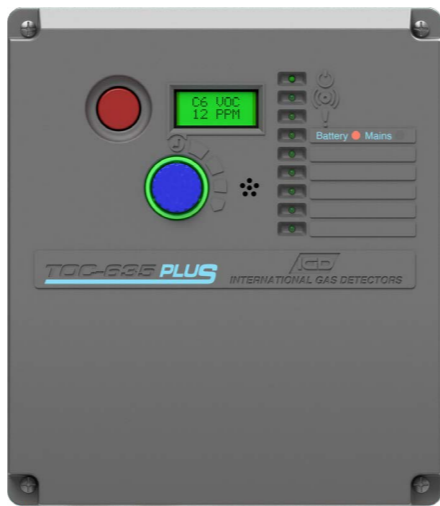 C6 VOC
12 PPM
Battery Mains
TOC-635 PLUS
IGD
INTERNATIONAL GAS DETECTORS